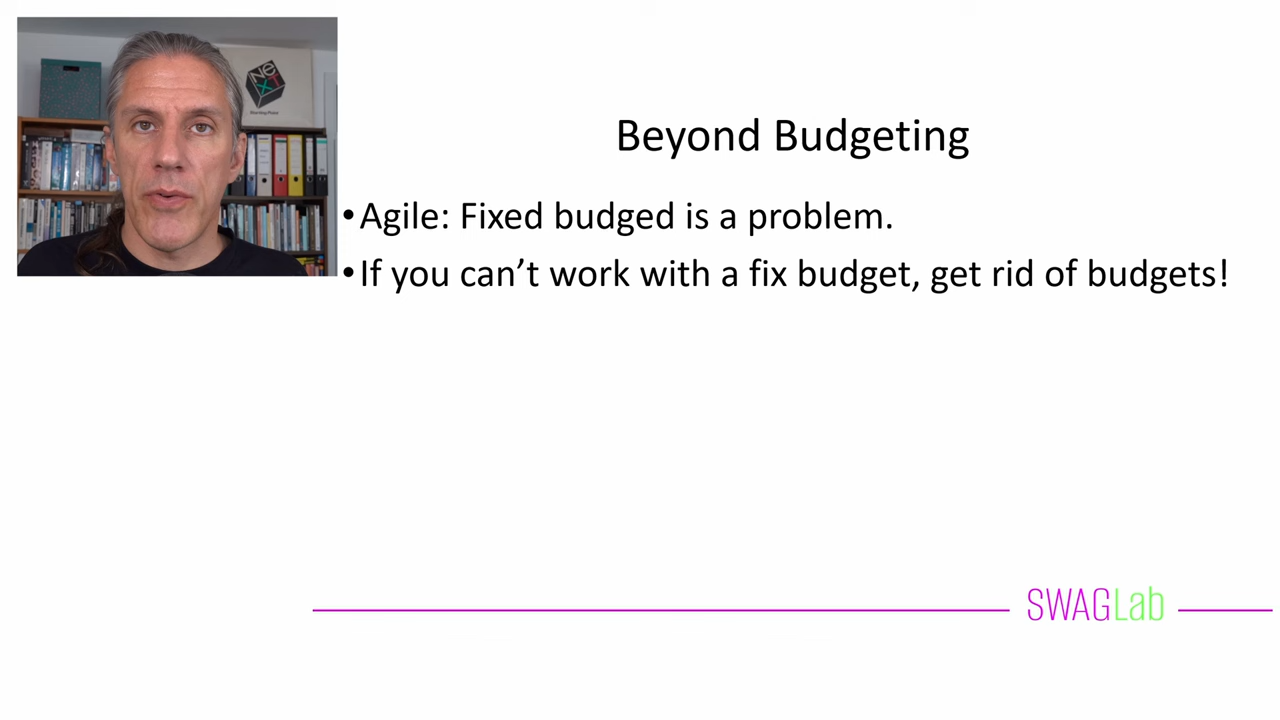 NeXT
Beyond Budgeting
•Agile: Fixed budged is a problem.
•If you can’t work with a fix budget, get rid of budgets!
SWAGLab